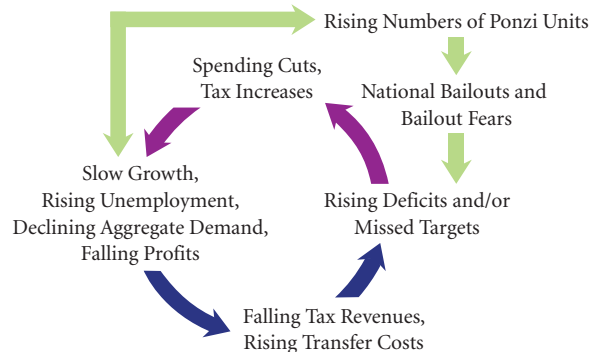 Rising Numbers of Ponzi Units
Spending Cuts,
Tax Increases
National Bailouts and
Bailout Fears
Slow Growth,
Rising Unemployment,
Declining Aggregate Demand,
Falling Profits
Rising Deficits and/or
Missed Targets
Falling Tax Revenues,
Rising Transfer Costs